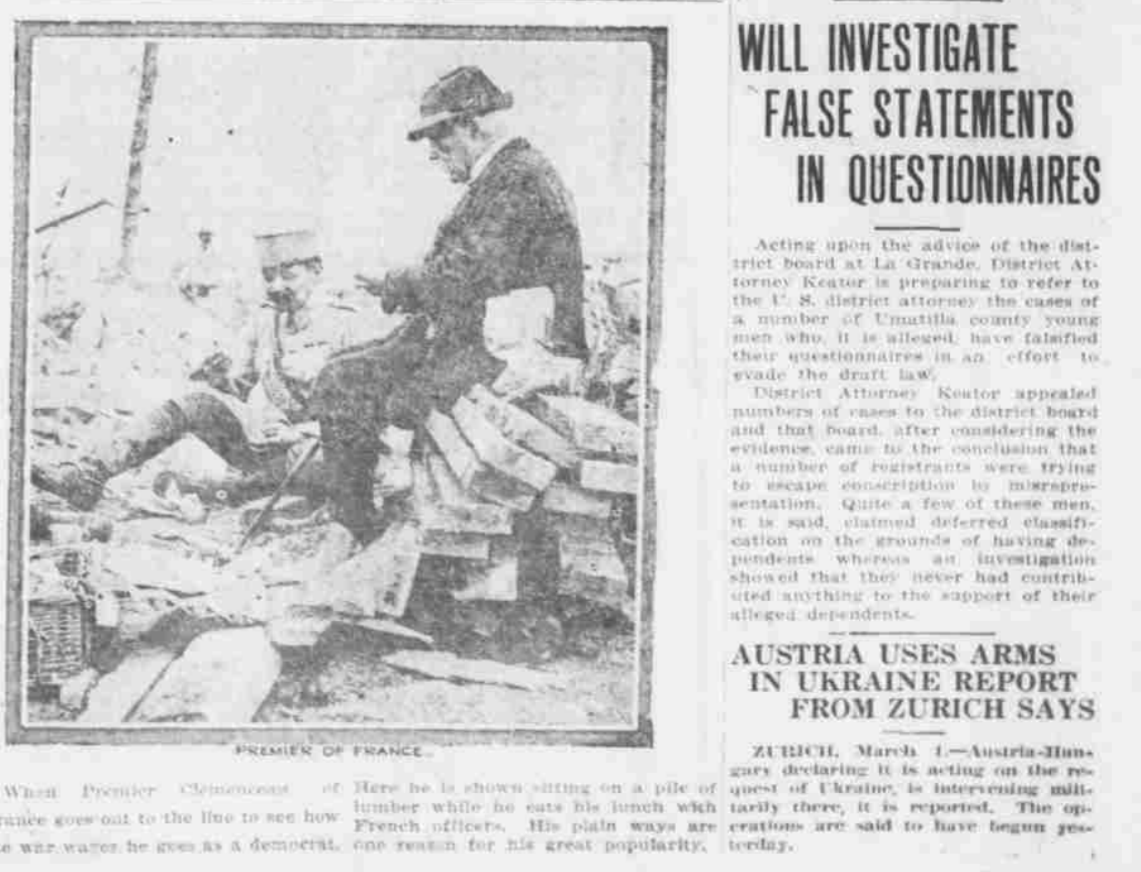 PREMIER OF FRANCE.
When Premier Clemenceau of
rance goes out to the line to see how
e war wages he goes as a democrat.
Here he is shown sitting on a pile of
lumber while he eats his lunch with
French officers. His plain ways are
one reason for his great popularity.
WILL INVESTIGATE
FALSE STATEMENTS
IN QUESTIONNAIRES
Acting upon the advice of the dist-
trict board at La Grande, District At-
torney Keator is preparing to refer to
the U. S. district attorney the cases of
a number of Umatilla county young
men who, it is alleged, have falsified
their questionnaires in an effort to
evade the draft law.
District Attorney Keator appealed
numbers of cases to the district board
and that board, after considering the
evidence, came to the conclusion that
a number of registrants were trying
to escape conscription by misrepre-
sentation. Quite a few of these men,
it is said, claimed deferred classifi-
cation on the grounds of having de-
pendents whereas an investigation
showed that they never had contrib-
uted anything to the support of their
alleged dependents.
AUSTRIA USES ARMS
IN UKRAINE REPORT
FROM ZURICH SAYS
ZURICH, March 1.—Austria-Hun-
gary declaring it is acting on the re-
quest of Ukraine, is intervening mili-
tarily there, it is reported. The op-
erations are said to have begun yes-
terday.